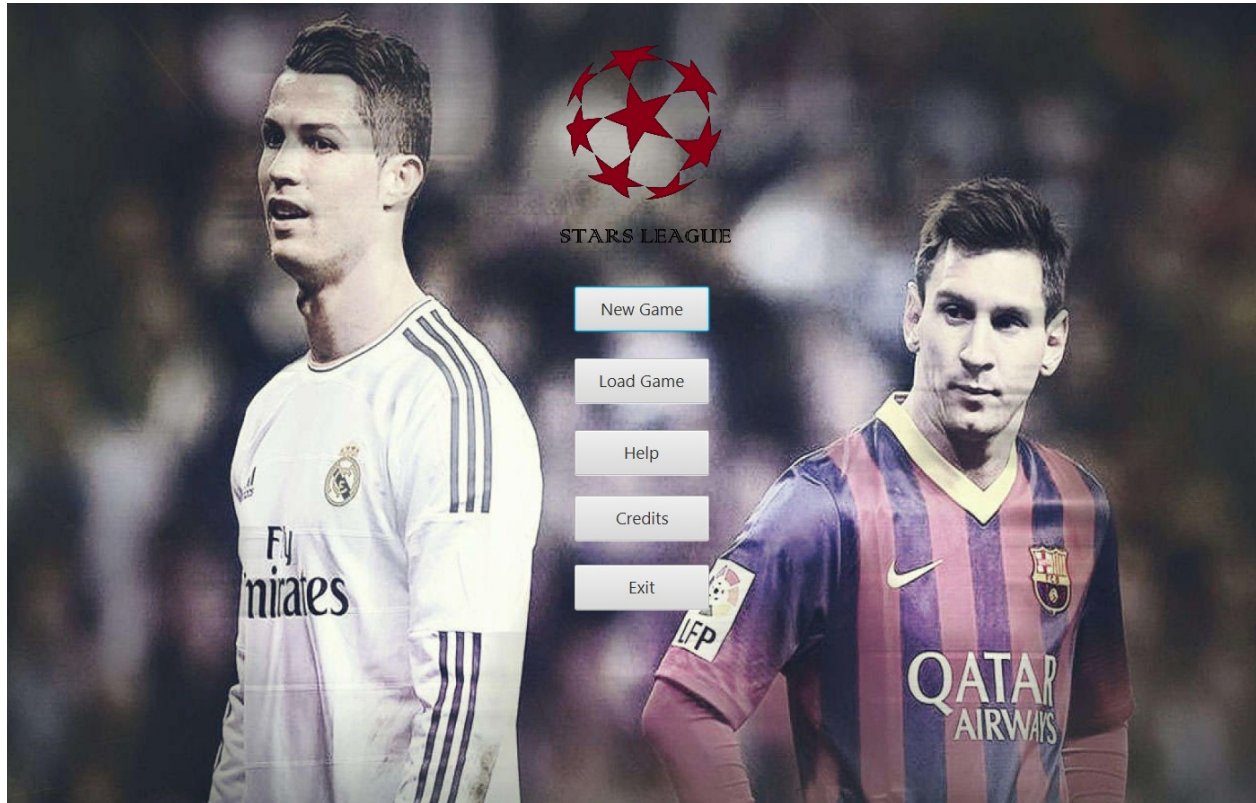 STARS LEAGUE
New Game
Load Game
Help
Credits
Exit
Fly
Emirates
LFP
QATAR
AIRWAYS